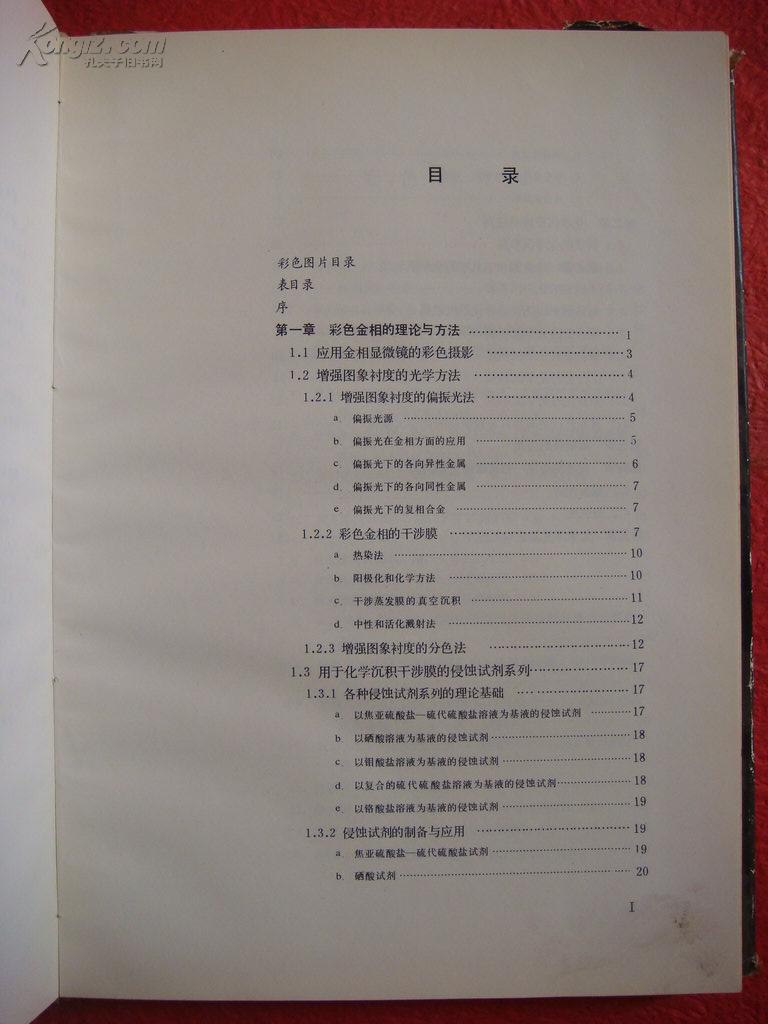 Kongfz.com
孔夫子旧书网
目 录
彩色图片目录
表目录
序
第一章 彩色金相的理论与方法 1
1.1 应用金相显微镜的彩色摄影 3
1.2 增强图象衬度的光学方法 4
1.2.1 增强图象衬度的偏振光法 4
a. 偏振光源 5
b. 偏振光在金相方面的应用 5
c. 偏振光下的各向异性金属 6
d. 偏振光下的各向同性金属 7
e 偏振光下的复相合金 7
1.2.2 彩色金相的干涉膜 7
a. 热染法 10
b. 阳极化和化学方法 10
c. 干涉蒸发膜的真空沉积 11
d. 中性和活化溅射法 12
1.2.3 增强图象衬度的分色法 12
1.3 用于化学沉积干涉膜的侵蚀试剂系列 17
1.3.1 各种侵蚀试剂系列的理论基础 17
a 以焦亚硫酸盐—硫代硫酸盐溶液为基液的侵蚀试剂 17
b. 以硒酸溶液为基液的侵蚀试剂 18
c. 以钼酸盐溶液为基液的侵蚀试剂 18
d. 以复合的硫代硫酸盐溶液为基液的侵蚀试剂 18
e. 以铬酸盐溶液为基液的侵蚀试剂 19
1.3.2 侵蚀试剂的制备与应用 19
a. 焦亚硫酸盐—硫代硫酸盐试剂 19
b. 硒酸试剂 20
I